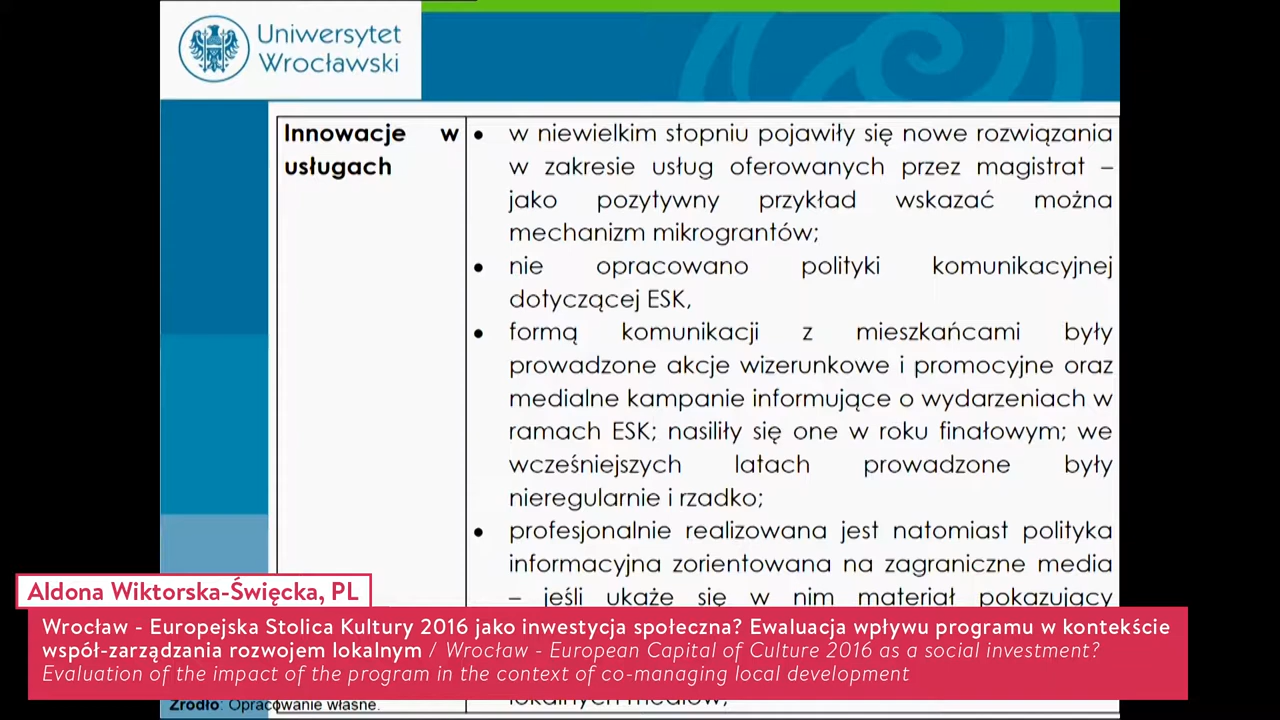 Uniwersytet
Wrocławski
Innowacje w
usługach
• w niewielkim stopniu pojawiły się nowe rozwiązania
w zakresie usług oferowanych przez magistrat –
jako pozytywny przykład wskazać można
mechanizm mikrograntów;
• nie opracowano polityki komunikacyjnej
dotyczącej ESK,
• formą komunikacji z mieszkańcami były
prowadzone akcje wizerunkowe i promocyjne oraz
medialne kampanie informujące o wydarzeniach w
ramach ESK; nasiliły się one w roku finałowym; we
wcześniejszych latach prowadzone były
nieregularnie i rzadko;
• profesjonalnie realizowana jest natomiast polityka
informacyjna zorientowana na zagraniczne media
– jeśli ukaże się w nim materiał pokazujący
Aldona Wiktorska-Święcka, PL
Wrocław - Europejska Stolica Kultury 2016 jako inwestycja społeczna? Ewaluacja wpływu programu w kontekście
współ-zarządzania rozwojem lokalnym / Wrocław - European Capital of Culture 2016 as a social investment?
Evaluation of the impact of the program in the context of co-managing local development
lokalnych mediów;
Źródło: Opracowanie własne.